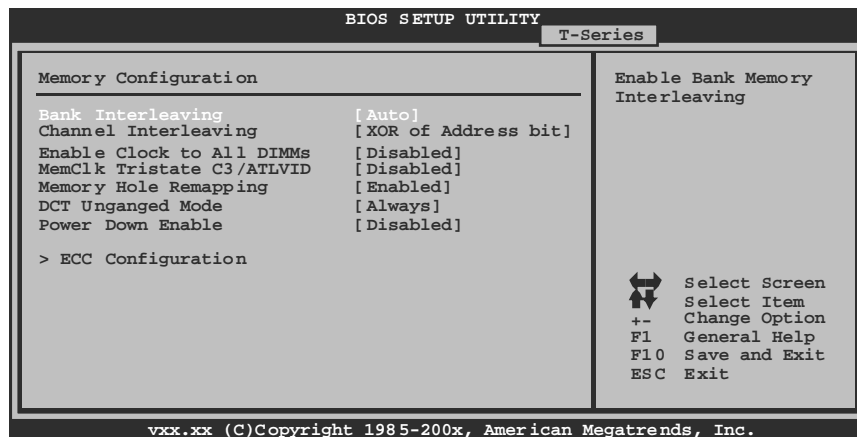 BIOS SETUP UTILITY
T-Series
Memory Configuration
Bank Interleaving [Auto]
Channel Interleaving [XOR of Address bit]
Enable Clock to All DIMMs [Disabled]
MemClk Tristate C3/ATLVID [Disabled]
Memory Hole Remapping [Enabled]
DCT Unganged Mode [Always]
Power Down Enable [Disabled]
> ECC Configuration
Enable Bank Memory
Interleaving
Select Screen
Select Item
+- Change Option
F1 General Help
F10 Save and Exit
ESC Exit
vxx.xx (C)Copyright 1985-200x, American Megatrends, Inc.